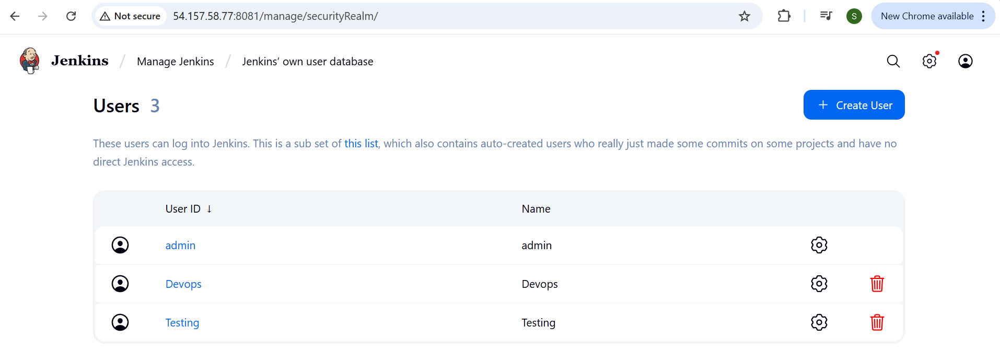 Not secure 54.157.58.77:8081/manage/securityRealm/ S New Chrome available
Jenkins / Manage Jenkins / Jenkins’ own user database
Users 3 + Create User
These users can log into Jenkins. This is a sub set of this list, which also contains auto-created users who really just made some commits on some projects and have no
direct Jenkins access.
User ID ↓ Name
admin admin
Devops Devops
Testing Testing